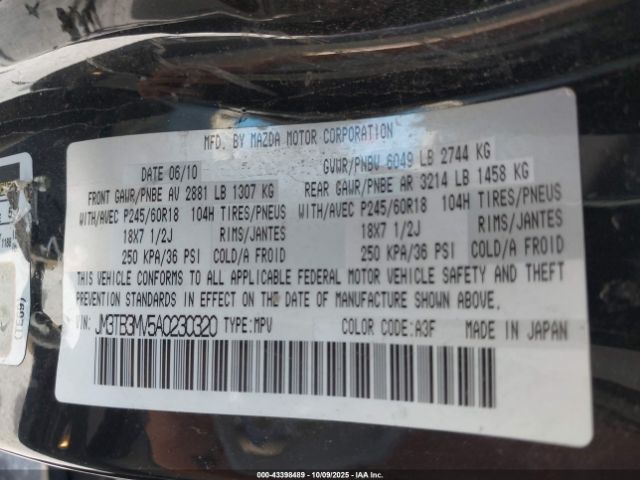 MFD. BY MAZDA MOTOR CORPORATION
DATE 06/10 GVWR/PNBV 6049 LB 2744 KG
FRONT GAWR/PNBE AV 2881 LB 1307 KG REAR GAWR/PNBE AR 3214 LB 1458 KG
WITH/AVEC P245/60R18 104H TIRES/PNEUS WITH/AVEC P245/60R18 104H TIRES/PNEUS
18X7 1/2J RIMS/JANTES 18X7 1/2J RIMS/JANTES
250 KPA/36 PSI COLD/A FROID 250 KPA/36 PSI COLD/A FROID
THIS VEHICLE CONFORMS TO ALL APPLICABLE FEDERAL MOTOR VEHICLE SAFETY AND THEFT
PREVENTION STANDARDS IN EFFECT ON THE DATE OF MANUFACTURE SHOWN ABOVE.
V.I.N: JM3TB3MV5A0230320 TYPE:MPV COLOR CODE:A3F MADE IN JAPAN
(TE69)
000-43398489 - 10/09/2025 - IAA Inc.